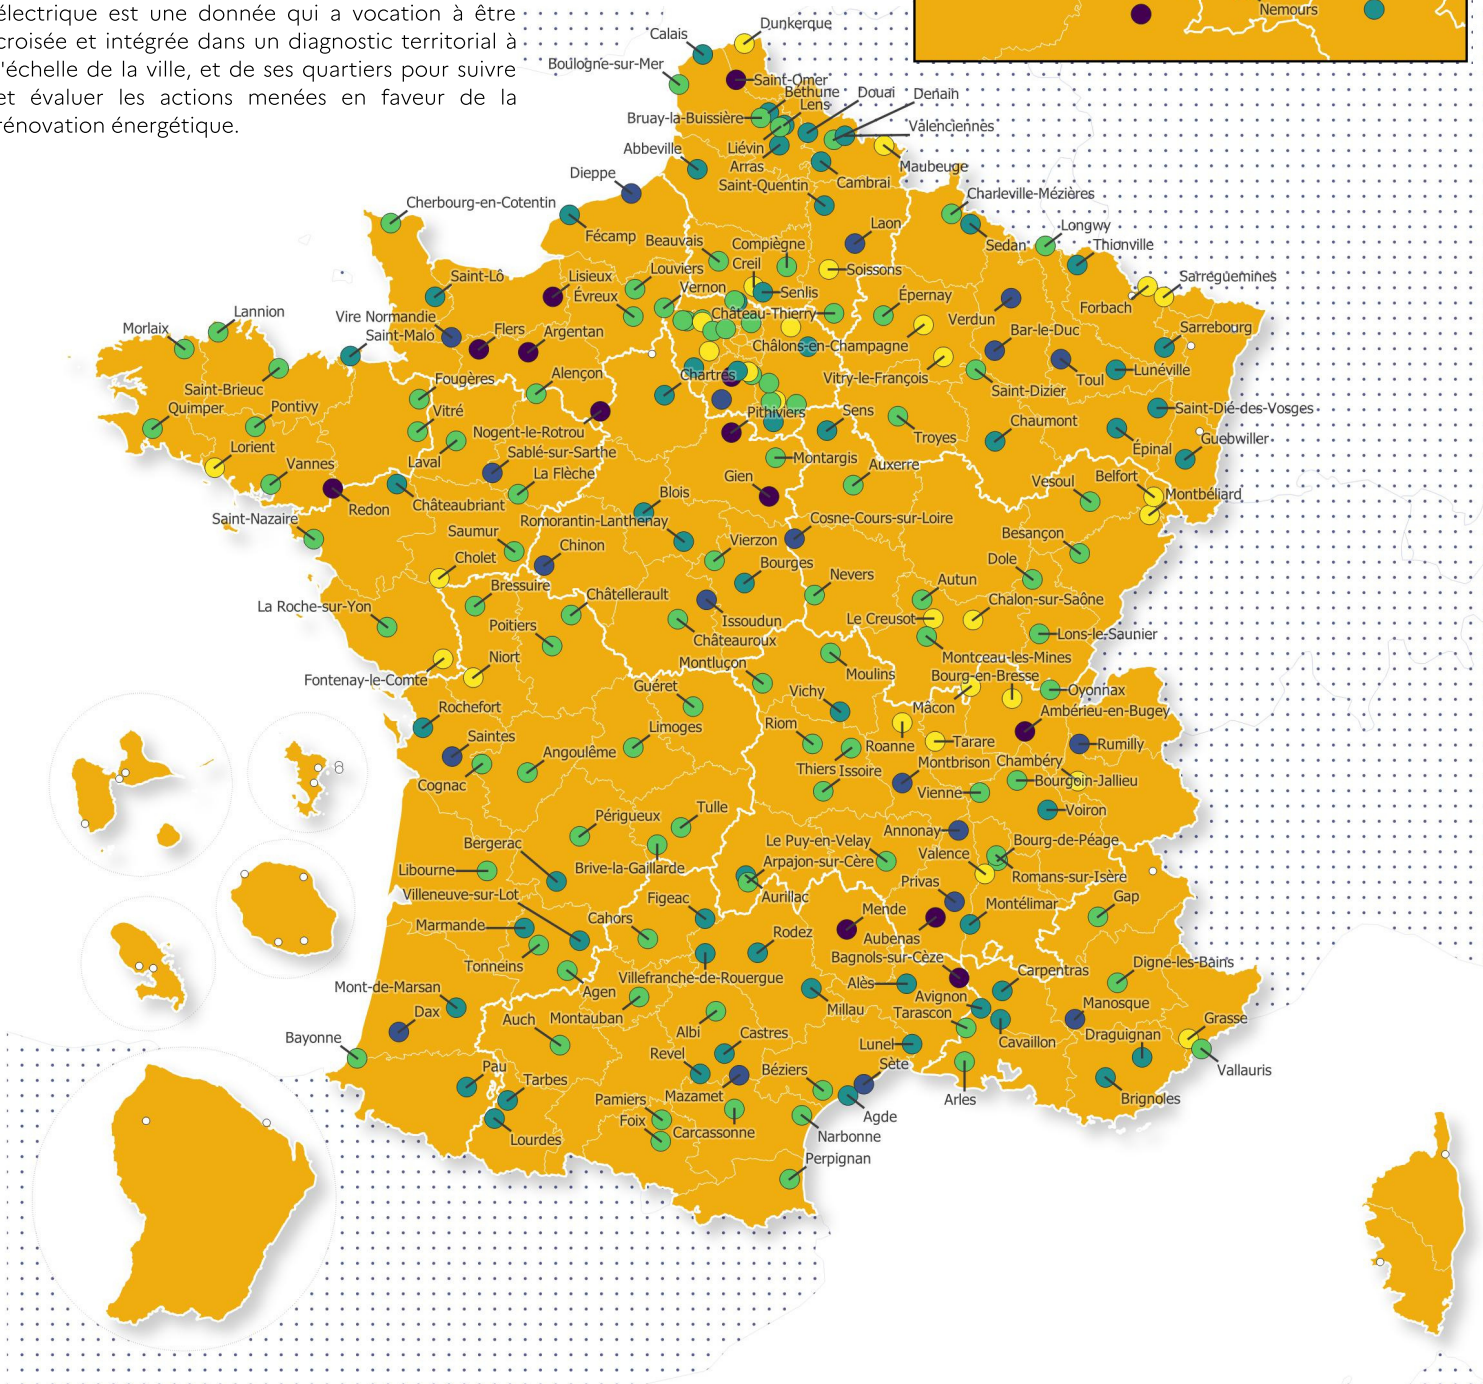 électrique est une donnée qui a vocation à être
croisée et intégrée dans un diagnostic territorial à
l'échelle de la ville, et de ses quartiers pour suivre
et évaluer les actions menées en faveur de la
rénovation énergétique.
Nemours
Dunkerque
Calais
Boulogne-sur-Mer
Saint-Omer
Béthune
Douai
Denain
Lens
Bruay-la-Buissière
Valenciennes
Liévin
Abbeville
Arras
Maubeuge
Dieppe
Saint-Quentin
Cambrai
Charleville-Mézières
Cherbourg-en-Cotentin
Laon
Longwy
Fécamp
Beauvais
Compiègne
Sedan
Thionville
Creil
Saint-Lô
Lisieux
Louviers
Soissons
Sarreguemines
Évreux
Vernon
Senlis
Épernay
Forbach
Lannion
Vire Normandie
Château-Thierry
Verdun
Morlaix
Saint-Malo
Flers
Argentan
Bar-le-Duc
Sarrebourg
Châlons-en-Champagne
Alençon
Chartres
Vitry-le-François
Toul
Lunéville
Saint-Brieuc
Fougères
Saint-Dizier
Quimper
Pontivy
Vitré
Pithiviers
Sens
Saint-Dié-des-Vosges
Nogent-le-Rotrou
Troyes
Chaumont
Guebwiller
Lorient
Laval
Sablé-sur-Sarthe
Épinal
Vannes
La Flèche
Montargis
Auxerre
Gien
Vesoul
Belfort
Redon
Châteaubriant
Blois
Montbéliard
Saint-Nazaire
Romorantin-Lanthenay
Cosne-Cours-sur-Loire
Saumur
Chinon
Vierzon
Besançon
Cholet
Bourges
Dole
Bressuire
Châtellerault
Nevers
Autun
La Roche-sur-Yon
Issoudun
Le Creusot
Chalon-sur-Saône
Poitiers
Châteauroux
Lons-le-Saunier
Niort
Montluçon
Montceau-les-Mines
Fontenay-le-Comte
Moulins
Bourg-en-Bresse
Guéret
Vichy
Oyonnax
Rochefort
Mâcon
Ambérieu-en-Bugey
Limoges
Riom
Saintes
Roanne
Tarare
Rumilly
Angoulême
Montbrison
Chambéry
Thiers
Issoire
Cognac
Vienne
Bourgoin-Jallieu
Tulle
Voiron
Périgueux
Annonay
Bergerac
Le Puy-en-Velay
Bourg-de-Péage
Valence
Libourne
Brive-la-Gaillarde
Arpajon-sur-Cère
Romans-sur-Isère
Villeneuve-sur-Lot
Figeac
Aurillac
Privas
Gap
Cahors
Mende
Montélimar
Marmande
Rodez
Aubenas
Bagnols-sur-Cèze
Tonneins
Villefranche-de-Rouergue
Digne-les-Bains
Mont-de-Marsan
Agen
Alès
Carpentras
Dax
Auch
Montauban
Millau
Avignon
Manosque
Tarascon
Grasse
Bayonne
Albi
Castres
Lunel
Cavaillon
Draguignan
Revel
Béziers
Sète
Vallauris
Pau
Tarbes
Pamiers
Mazamet
Arles
Brignoles
Foix
Carcassonne
Agde
Lourdes
Narbonne
Perpignan